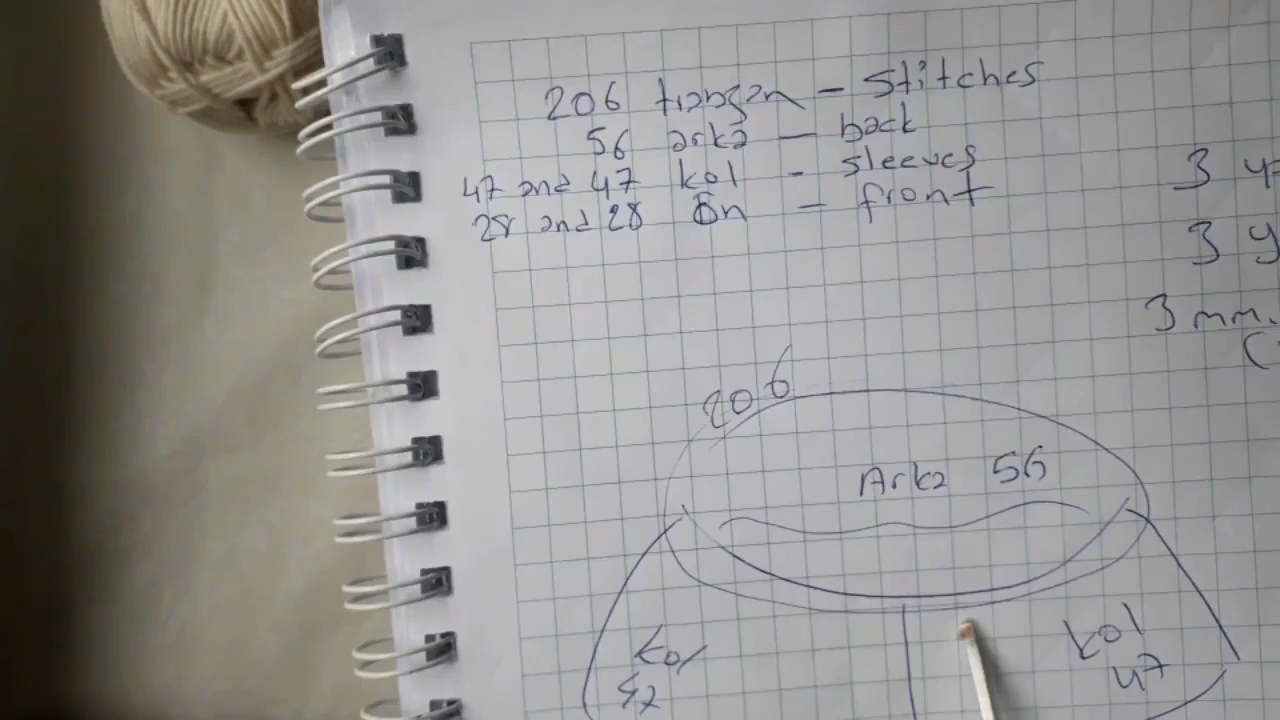 206 tiranzan - stitches
56 arka - back
47 and 47 kol - sleeves
28 and 28 ön - front
3
3 y
3 mm.
(
206
Arka 56
kol
47
kol
47